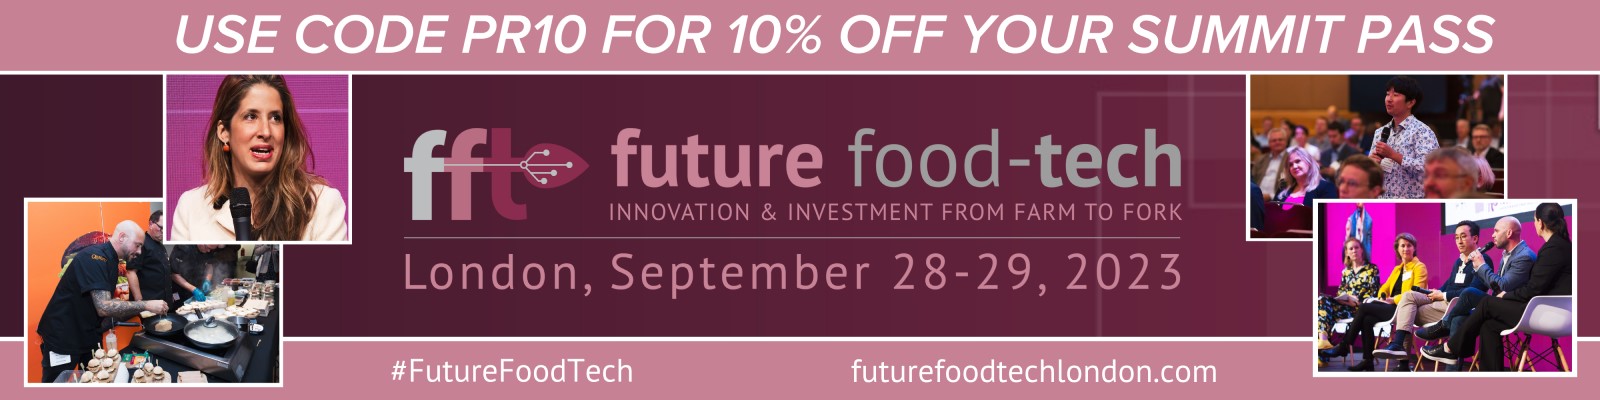 USE CODE PR10 FOR 10% OFF YOUR SUMMIT PASS
fft future food-tech
INNOVATION & INVESTMENT FROM FARM TO FORK
London, September 28-29, 2023
#FutureFoodTech
futurefoodtechlondon.com